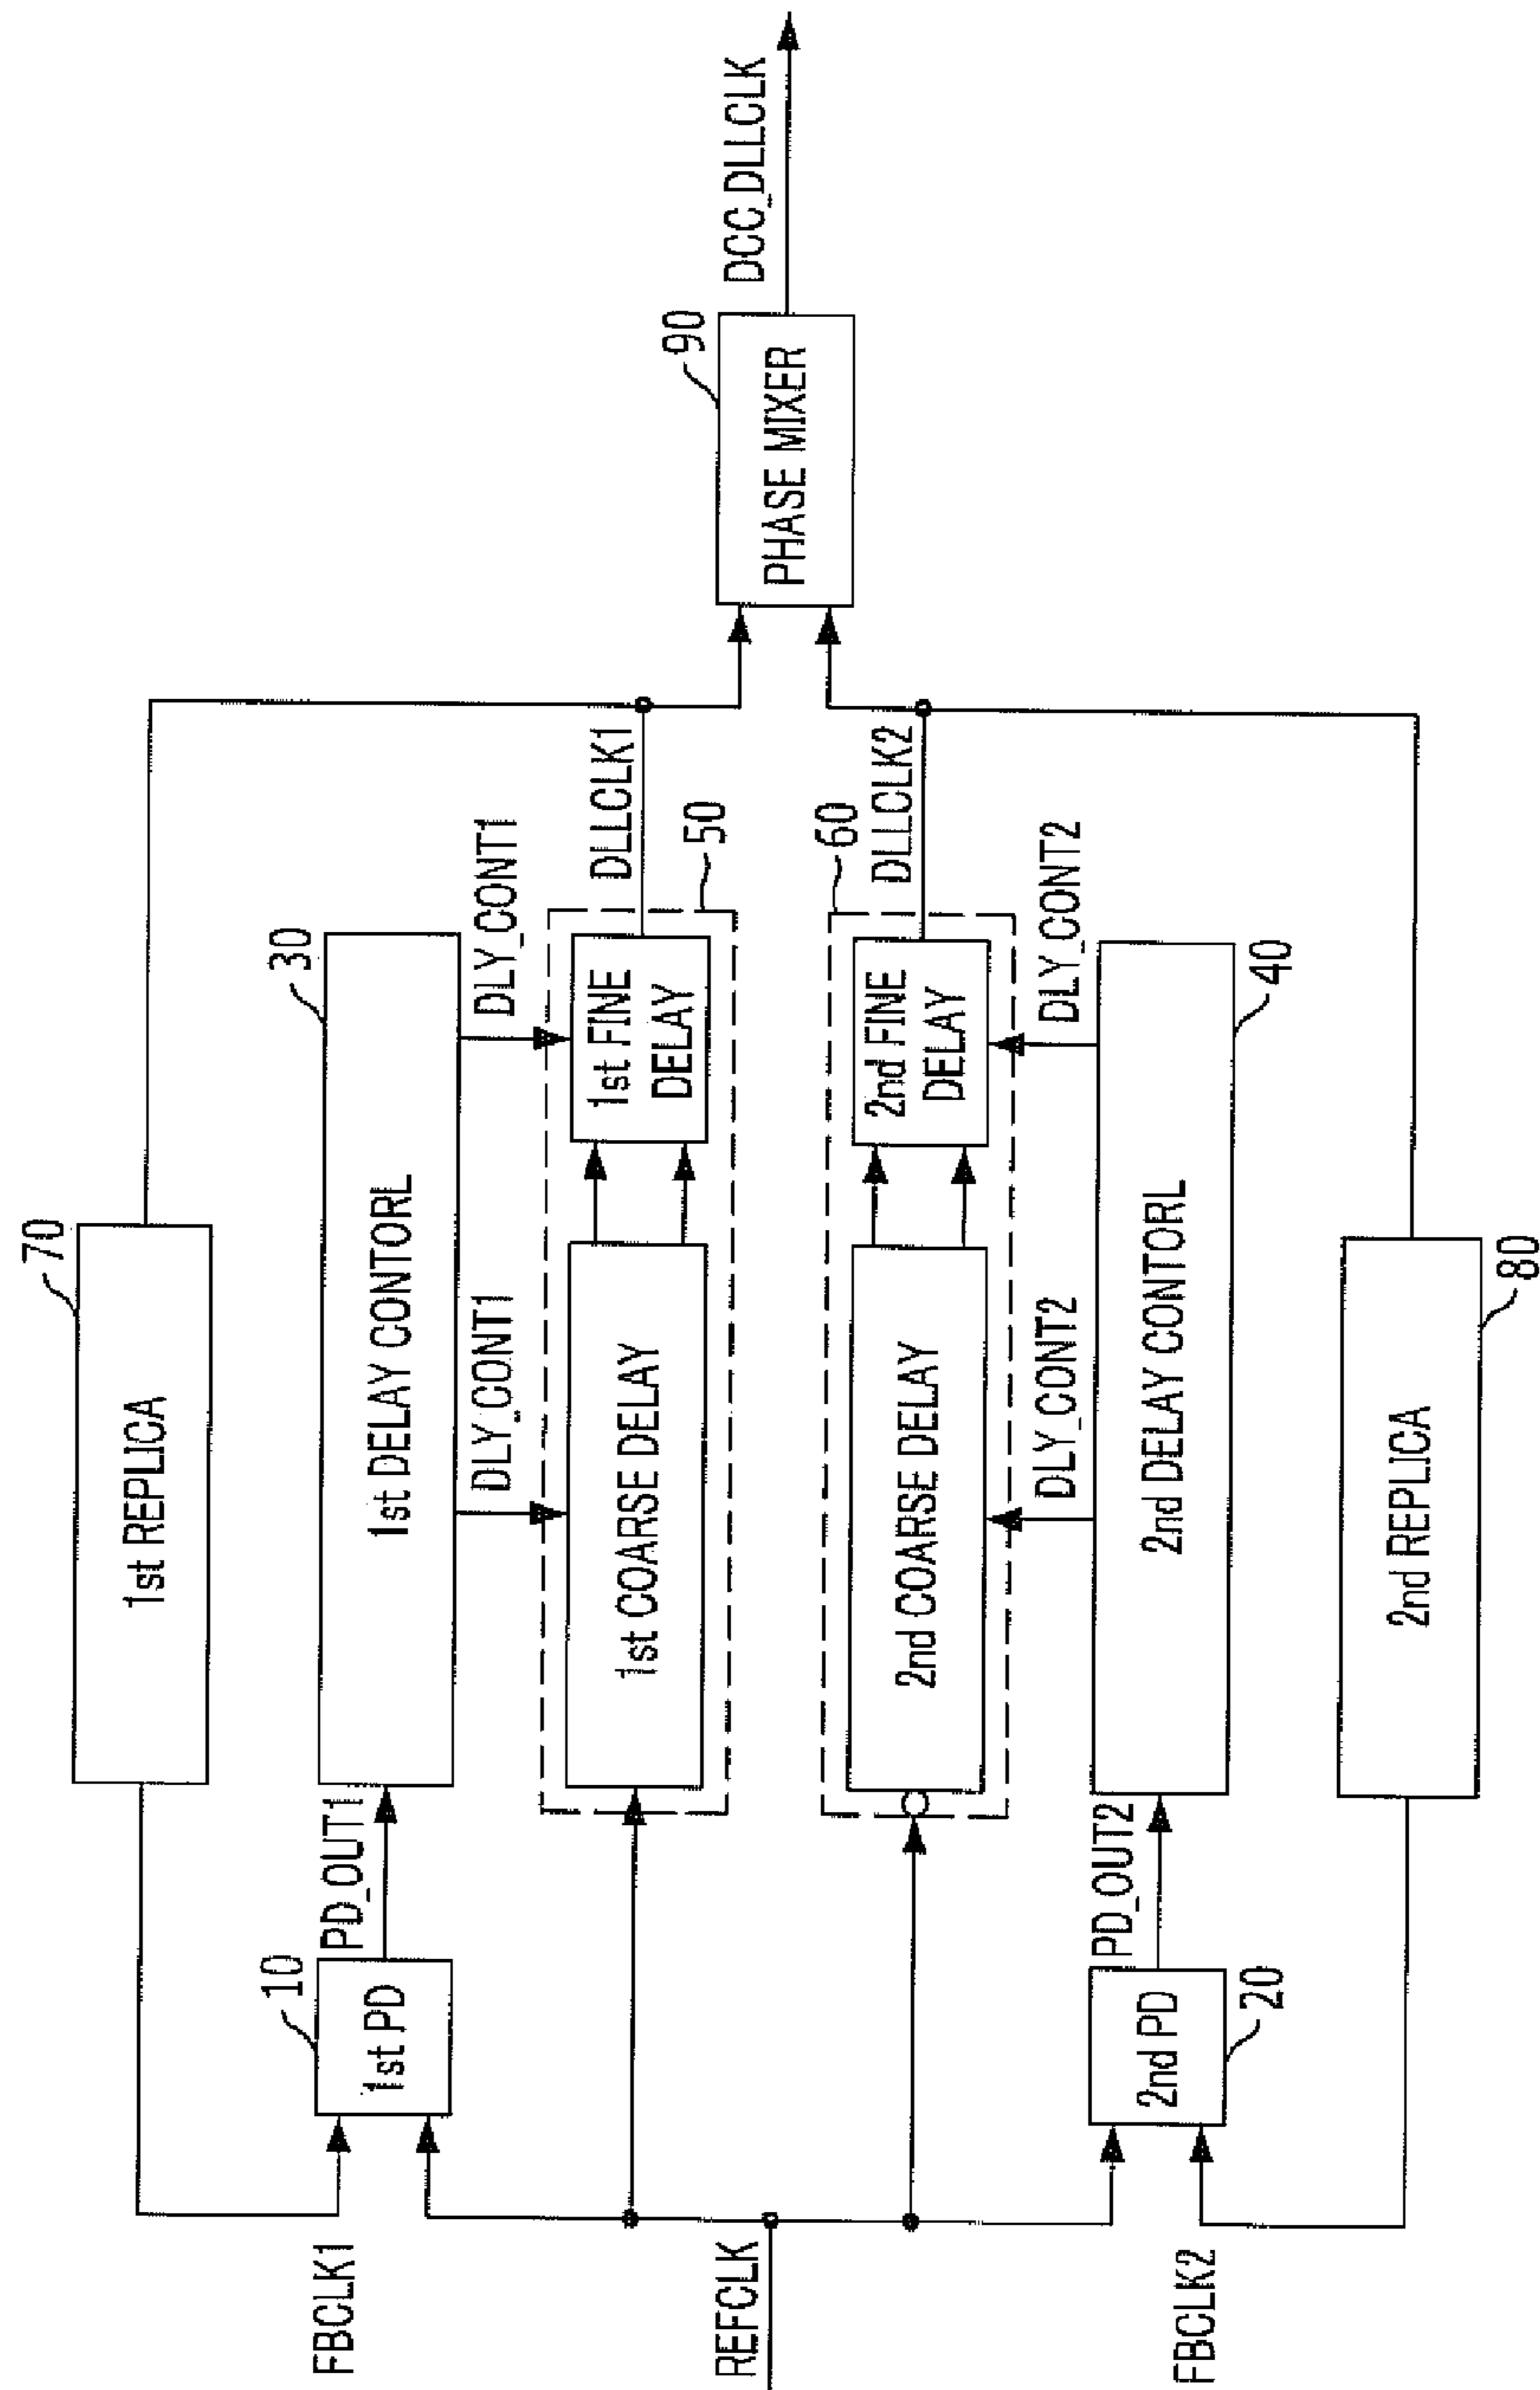 70
1st REPLICA
30
1st DELAY CONTORL
10
1st PD
PD_OUT1
FBCLK1
DLY_CONT1
DLY_CONT1
50
1st COARSE DELAY
1st FINE
DELAY
DLLCLK1
REFCLK
90
PHASE MIXER
DCC_DLLCLK
60
2nd COARSE DELAY
2nd FINE
DELAY
DLLCLK2
DLY_CONT2
DLY_CONT2
FBCLK2
2nd PD
20
PD_OUT2
2nd DELAY CONTORL
40
2nd REPLICA
80